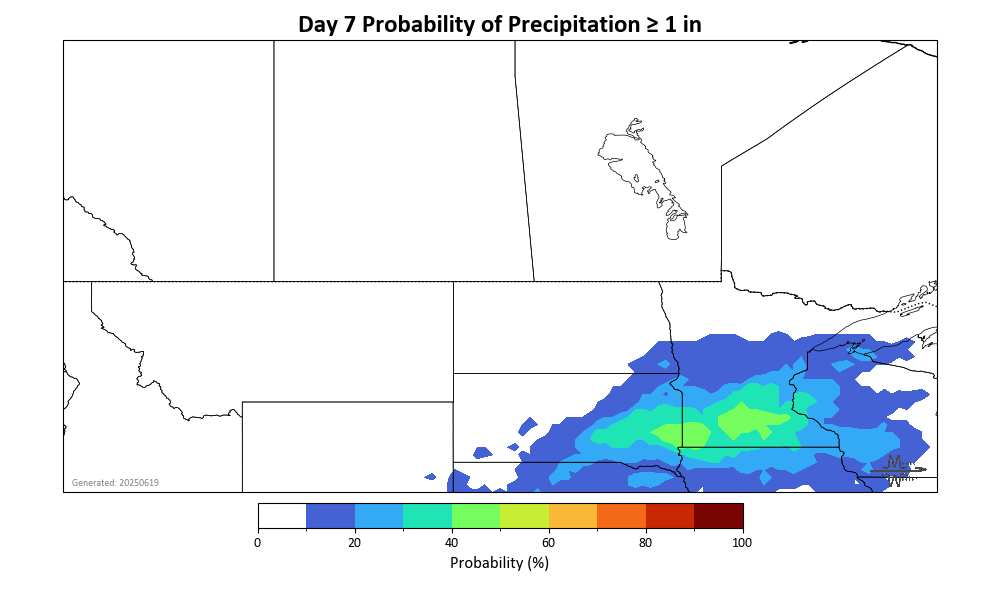 Day 7 Probability of Precipitation ≥ 1 in
Generated: 20250619
0 20 40 60 80 100
Probability (%)